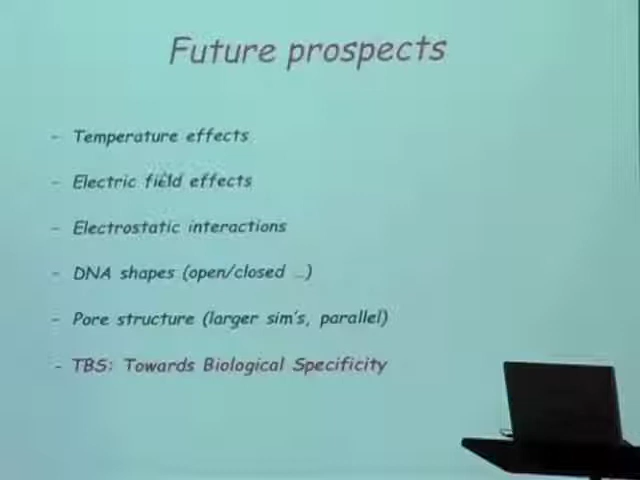 Future prospects
- Temperature effects
- Electric field effects
- Electrostatic interactions
- DNA shapes (open/closed …)
- Pore structure (larger sim's, parallel)
- TBS: Towards Biological Specificity